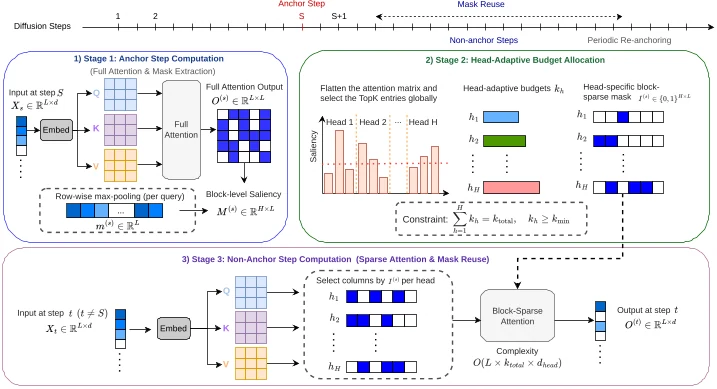 Anchor Step
Mask Reuse
1 2 S S+1
Diffusion Steps
Non-anchor Steps
Periodic Re-anchoring
1) Stage 1: Anchor Step Computation
(Full Attention & Mask Extraction)
Input at step S
X_s ∈ ℝ^{L×d}
Embed
Q
K
V
Full
Attention
Full Attention Output
O^{(s)} ∈ ℝ^{L×L}
Row-wise max-pooling (per query)
...
m^{(s)} ∈ ℝ^L
Block-level Saliency
M^{(s)} ∈ ℝ^{H×L}
2) Stage 2: Head-Adaptive Budget Allocation
Flatten the attention matrix and
select the TopK entries globally
Saliency
Head 1 Head 2 ... Head H
Head-adaptive budgets k_h
h_1
h_2
h_H
Head-specific block-
sparse mask I^{(s)} ∈ {0,1}^{H×L}
h_1
h_2
h_H
Constraint: ∑_{h=1}^{H} k_h = k_total, k_h ≥ k_min
3) Stage 3: Non-Anchor Step Computation (Sparse Attention & Mask Reuse)
Input at step t (t ≠ S)
X_t ∈ ℝ^{L×d}
Embed
Q
K
V
Select columns by I^{(s)} per head
h_1
h_2
h_H
Block-Sparse
Attention
Complexity
O(L × k_total × d_head)
Output at step t
O^{(t)} ∈ ℝ^{L×d}